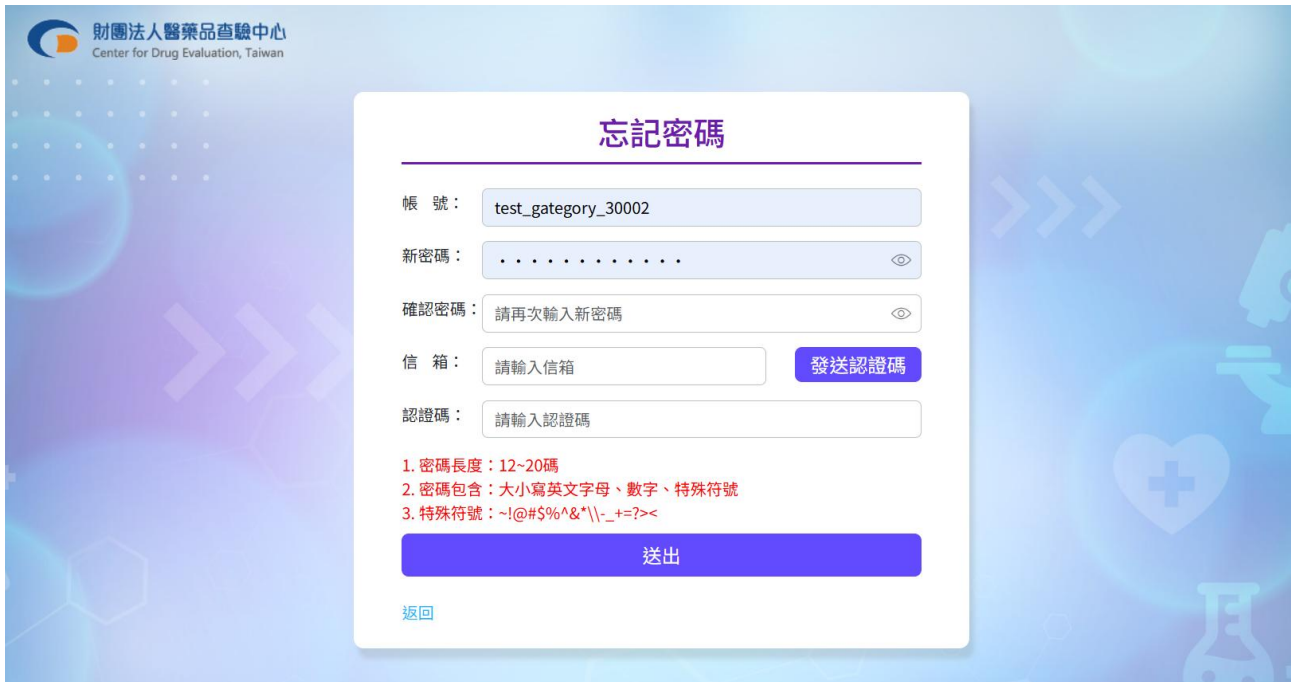 財團法人醫藥品查驗中心
Center for Drug Evaluation, Taiwan
忘記密碼
帳 號：
test_gategory_30002
新密碼：
············
確認密碼：
請再次輸入新密碼
信 箱：
請輸入信箱
發送認證碼
認證碼：
請輸入認證碼
1. 密碼長度：12~20碼
2. 密碼包含：大小寫英文字母、數字、特殊符號
3. 特殊符號：~!@#$%^&*\\-_+=?><
送出
返回